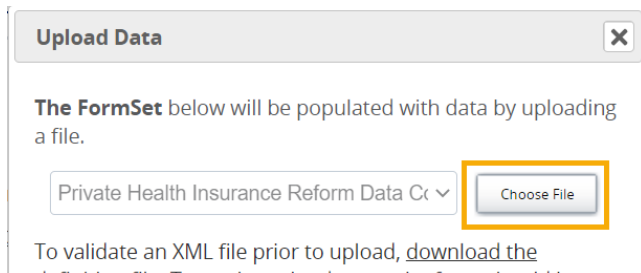 Upload Data
The FormSet below will be populated with data by uploading
a file.
Private Health Insurance Reform Data Cc
Choose File
To validate an XML file prior to upload, download the